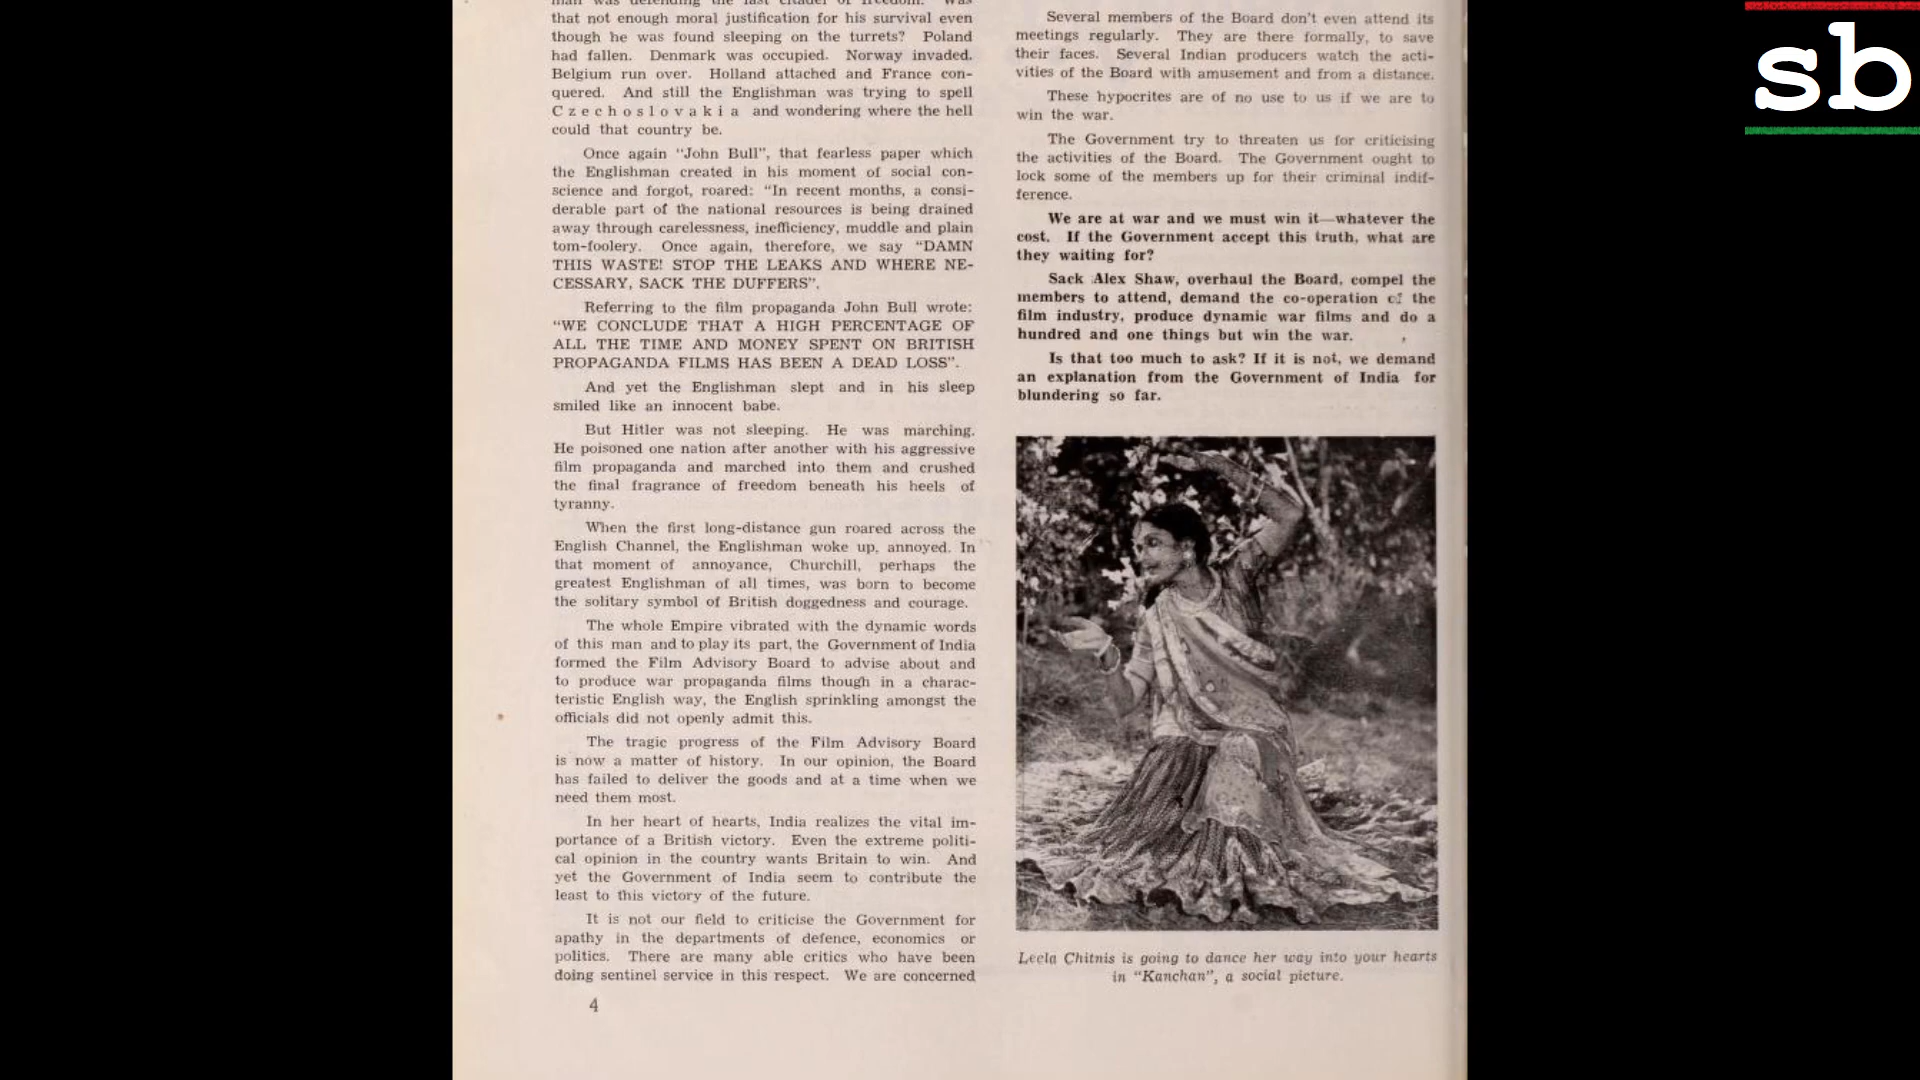 that not enough moral justification for his survival even
though he was found sleeping on the turrets? Poland
had fallen. Denmark was occupied. Norway invaded.
Belgium run over. Holland attached and France con-
quered. And still the Englishman was trying to spell
Czechoslovakia and wondering where the hell
could that country be.
Once again "John Bull", that fearless paper which
the Englishman created in his moment of social con-
science and forgot, roared: "In recent months, a consi-
derable part of the national resources is being drained
away through carelessness, inefficiency, muddle and plain
tom-foolery. Once again, therefore, we say "DAMN
THIS WASTE! STOP THE LEAKS AND WHERE NE-
CESSARY, SACK THE DUFFERS".
Referring to the film propaganda John Bull wrote:
"WE CONCLUDE THAT A HIGH PERCENTAGE OF
ALL THE TIME AND MONEY SPENT ON BRITISH
PROPAGANDA FILMS HAS BEEN A DEAD LOSS".
And yet the Englishman slept and in his sleep
smiled like an innocent babe.
But Hitler was not sleeping. He was marching.
He poisoned one nation after another with his aggressive
film propaganda and marched into them and crushed
the final fragrance of freedom beneath his heels of
tyranny.
When the first long-distance gun roared across the
English Channel, the Englishman woke up, annoyed. In
that moment of annoyance, Churchill, perhaps the
greatest Englishman of all times, was born to become
the solitary symbol of British doggedness and courage.
The whole Empire vibrated with the dynamic words
of this man and to play its part, the Government of India
formed the Film Advisory Board to advise about and
to produce war propaganda films though in a charac-
teristic English way, the English sprinkling amongst the
officials did not openly admit this.
The tragic progress of the Film Advisory Board
is now a matter of history. In our opinion, the Board
has failed to deliver the goods and at a time when we
need them most.
In her heart of hearts, India realizes the vital im-
portance of a British victory. Even the extreme politi-
cal opinion in the country wants Britain to win. And
yet the Government of India seem to contribute the
least to this victory of the future.
It is not our field to criticise the Government for
apathy in the departments of defence, economics or
politics. There are many able critics who have been
doing sentinel service in this respect. We are concerned
4
Several members of the Board don't even attend its
meetings regularly. They are there formally, to save
their faces. Several Indian producers watch the acti-
vities of the Board with amusement and from a distance.
These hypocrites are of no use to us if we are to
win the war.
The Government try to threaten us for criticising
the activities of the Board. The Government ought to
lock some of the members up for their criminal indif-
ference.
We are at war and we must win it—whatever the
cost. If the Government accept this truth, what are
they waiting for?
Sack Alex Shaw, overhaul the Board, compel the
members to attend, demand the co-operation of the
film industry, produce dynamic war films and do a
hundred and one things but win the war.
Is that too much to ask? If it is not, we demand
an explanation from the Government of India for
blundering so far.
Leela Chitnis is going to dance her way into your hearts
in "Kanchan", a social picture.
sb